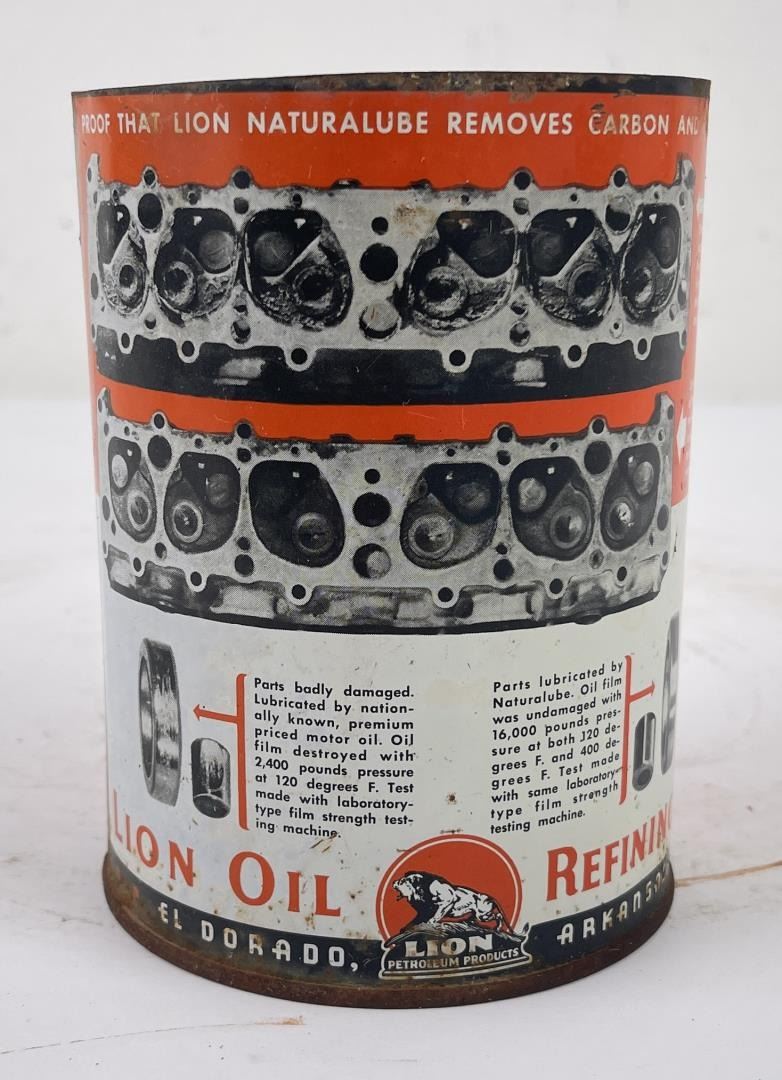 PROOF THAT LION NATURALUBE REMOVES CARBON AND
Parts badly damaged.
Lubricated by nation-
ally known, premium
priced motor oil. Oil
film destroyed with
2,400 pounds pressure
at 120 degrees F. Test
made with laboratory-
type film strength test-
ing machine.
Parts lubricated by
Naturalube. Oil film
was undamaged with
16,000 pounds pres-
sure at both 120 de-
grees F. and 400 de-
grees F. Test made
with same laboratory-
type film strength
testing machine.
LION OIL REFINING
EL DORADO, ARKANSAS
LION
PETROLEUM PRODUCTS